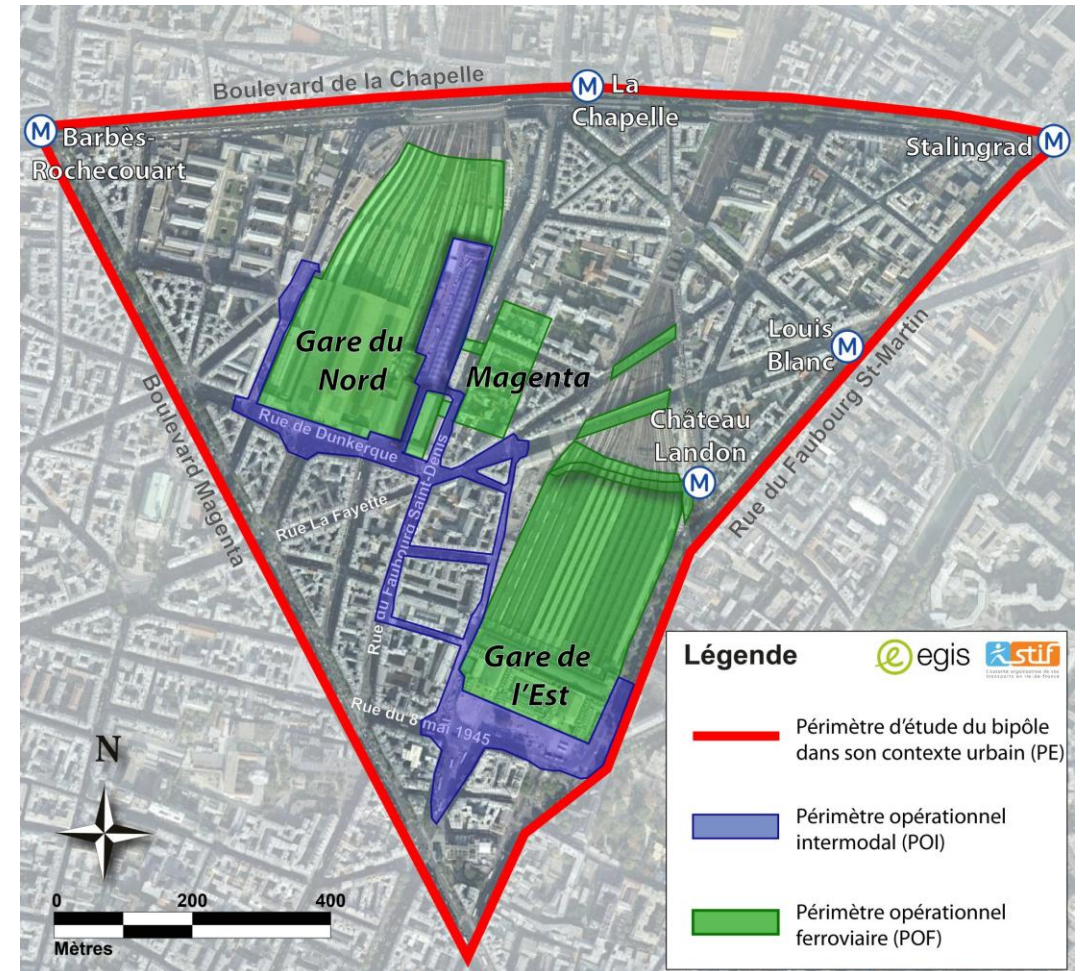 Boulevard de la Chapelle
La
Chapelle
Barbès-
Rochecouart
Stalingrad
Louis
Blanc
Gare du
Nord
Magenta
Château
Landon
Rue du Faubourg St-Martin
Boulevard Magenta
Rue de Dunkerque
Rue La Fayette
Rue du Faubourg Saint-Denis
Gare de
l'Est
Rue du 8 mai 1945
N
0 200 400
Mètres
Légende
egis
stif
Périmètre d'étude du bipôle
dans son contexte urbain (PE)
Périmètre opérationnel
intermodal (POI)
Périmètre opérationnel
ferroviaire (POF)
M
M
M
M
M